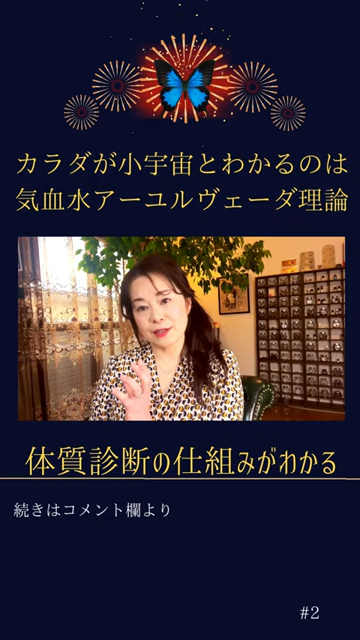 カラダが小宇宙とわかるのは
気血水アーユルヴェーダ理論
体質診断の仕組みがわかる
続きはコメント欄より
#2